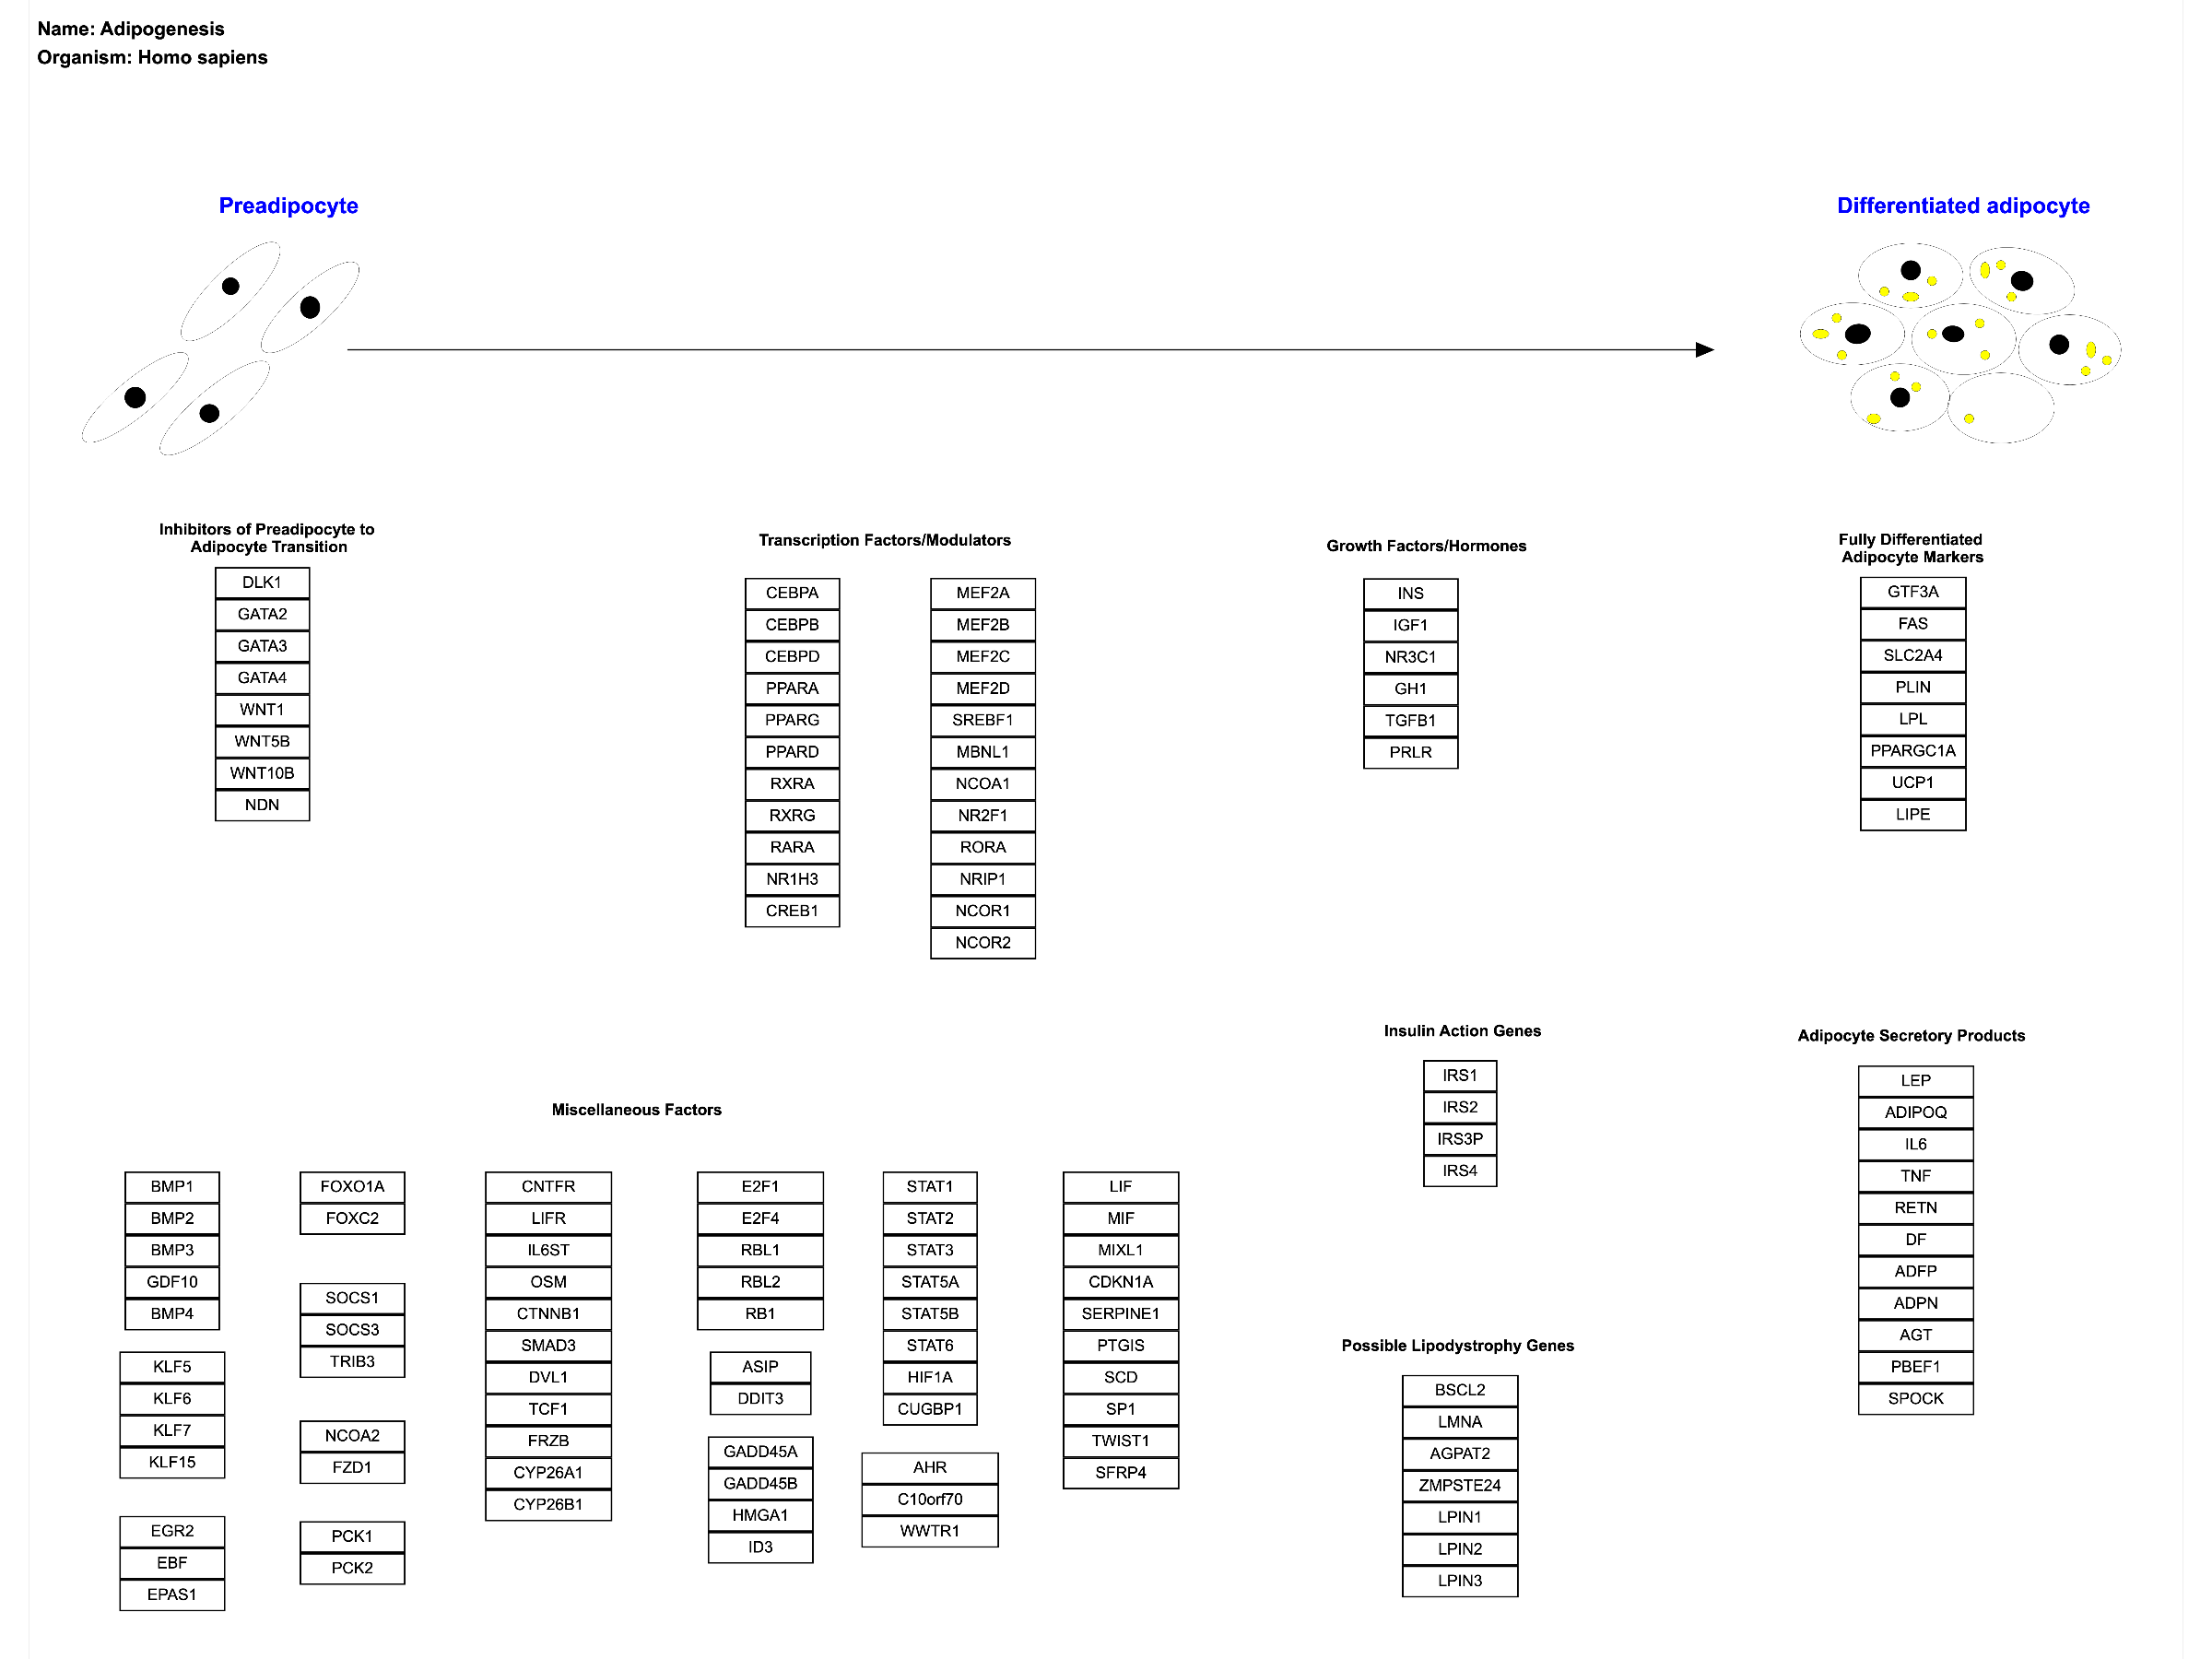 Name: Adipogenesis
Organism: Homo sapiens
Preadipocyte
Differentiated adipocyte
Inhibitors of Preadipocyte to
Adipocyte Transition
DLK1
GATA2
GATA3
GATA4
WNT1
WNT5B
WNT10B
NDN
Transcription Factors/Modulators
CEBPA
CEBPB
CEBPD
PPARA
PPARG
PPARD
RXRA
RXRG
RARA
NR1H3
CREB1
MEF2A
MEF2B
MEF2C
MEF2D
SREBF1
MBNL1
NCOA1
NR2F1
RORA
NRIP1
NCOR1
NCOR2
Growth Factors/Hormones
INS
IGF1
NR3C1
GH1
TGFB1
PRLR
Fully Differentiated
Adipocyte Markers
GTF3A
FAS
SLC2A4
PLIN
LPL
PPARGC1A
UCP1
LIPE
Miscellaneous Factors
BMP1
BMP2
BMP3
GDF10
BMP4
KLF5
KLF6
KLF7
KLF15
EGR2
EBF
EPAS1
FOXO1A
FOXC2
SOCS1
SOCS3
TRIB3
NCOA2
FZD1
PCK1
PCK2
CNTFR
LIFR
IL6ST
OSM
CTNNB1
SMAD3
DVL1
TCF1
FRZB
CYP26A1
CYP26B1
E2F1
E2F4
RBL1
RBL2
RB1
ASIP
DDIT3
GADD45A
GADD45B
HMGA1
ID3
STAT1
STAT2
STAT3
STAT5A
STAT5B
STAT6
HIF1A
CUGBP1
AHR
C10orf70
WWTR1
LIF
MIF
MIXL1
CDKN1A
SERPINE1
PTGIS
SCD
SP1
TWIST1
SFRP4
Insulin Action Genes
IRS1
IRS2
IRS3P
IRS4
Possible Lipodystrophy Genes
BSCL2
LMNA
AGPAT2
ZMPSTE24
LPIN1
LPIN2
LPIN3
Adipocyte Secretory Products
LEP
ADIPOQ
IL6
TNF
RETN
DF
ADFP
ADPN
AGT
PBEF1
SPOCK